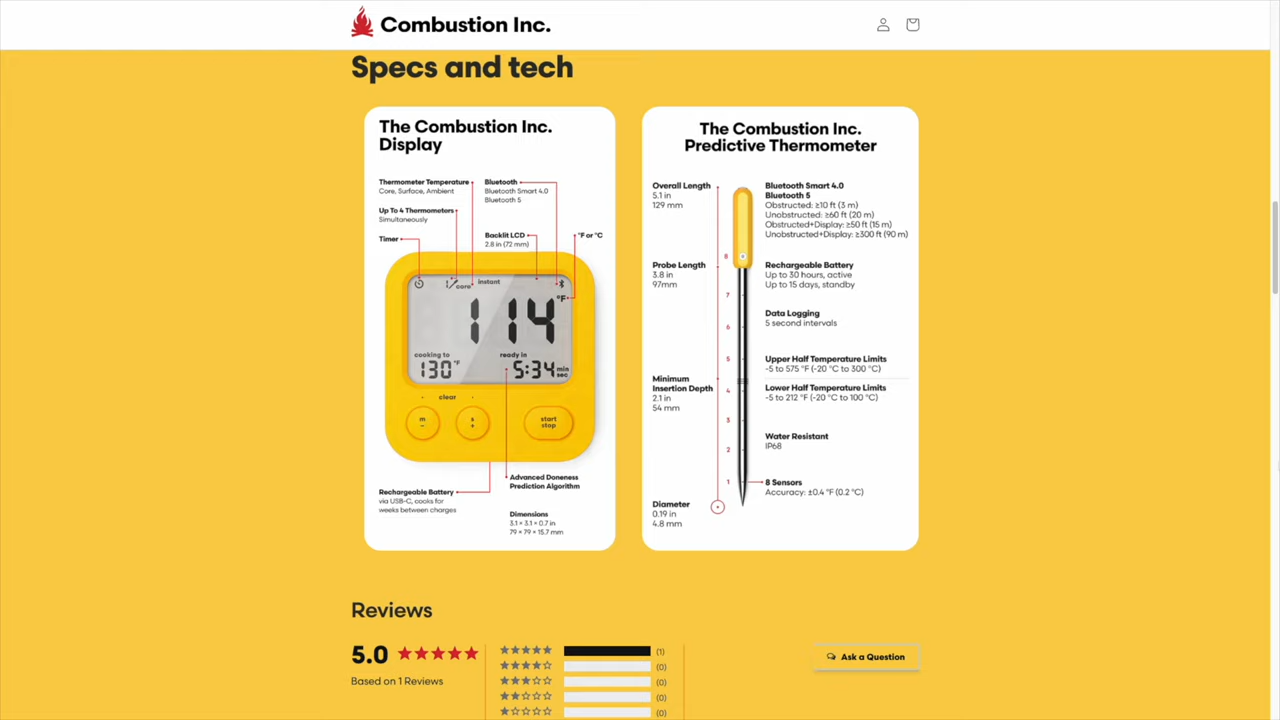 Combustion Inc.
Specs and tech
The Combustion Inc.
Display
Thermometer Temperature
Core, Surface, Ambient
Up To 4 Thermometers
Simultaneously
Timer
Bluetooth
Bluetooth Smart 4.0
Bluetooth 5
Backlit LCD
2.8 in (72 mm)
°F or °C
1 core instant
°F
114
cooking to
130 °F
ready in
5:34 min sec
- clear -
m
-
s
+
start
stop
Rechargeable Battery
via USB-C, cooks for
weeks between charges
Advanced Doneness
Prediction Algorithm
Dimensions
3.1 × 3.1 × 0.7 in
79 × 79 × 15.7 mm
The Combustion Inc.
Predictive Thermometer
Overall Length
5.1 in
129 mm
Probe Length
3.8 in
97mm
Minimum
Insertion Depth
2.1 in
54 mm
Diameter
0.19 in
4.8 mm
8
7
6
5
4
3
2
1
Bluetooth Smart 4.0
Bluetooth 5
Obstructed: ≥10 ft (3 m)
Unobstructed: ≥60 ft (20 m)
Obstructed+Display: ≥50 ft (15 m)
Unobstructed+Display: ≥300 ft (90 m)
Rechargeable Battery
Up to 30 hours, active
Up to 15 days, standby
Data Logging
5 second intervals
Upper Half Temperature Limits
-5 to 575 °F (-20 °C to 300 °C)
Lower Half Temperature Limits
-5 to 212 °F (-20 °C to 100 °C)
Water Resistant
IP68
8 Sensors
Accuracy: ±0.4 °F (0.2 °C)
Reviews
5.0
Based on 1 Reviews
(1)
(0)
(0)
(0)
(0)
Ask a Question